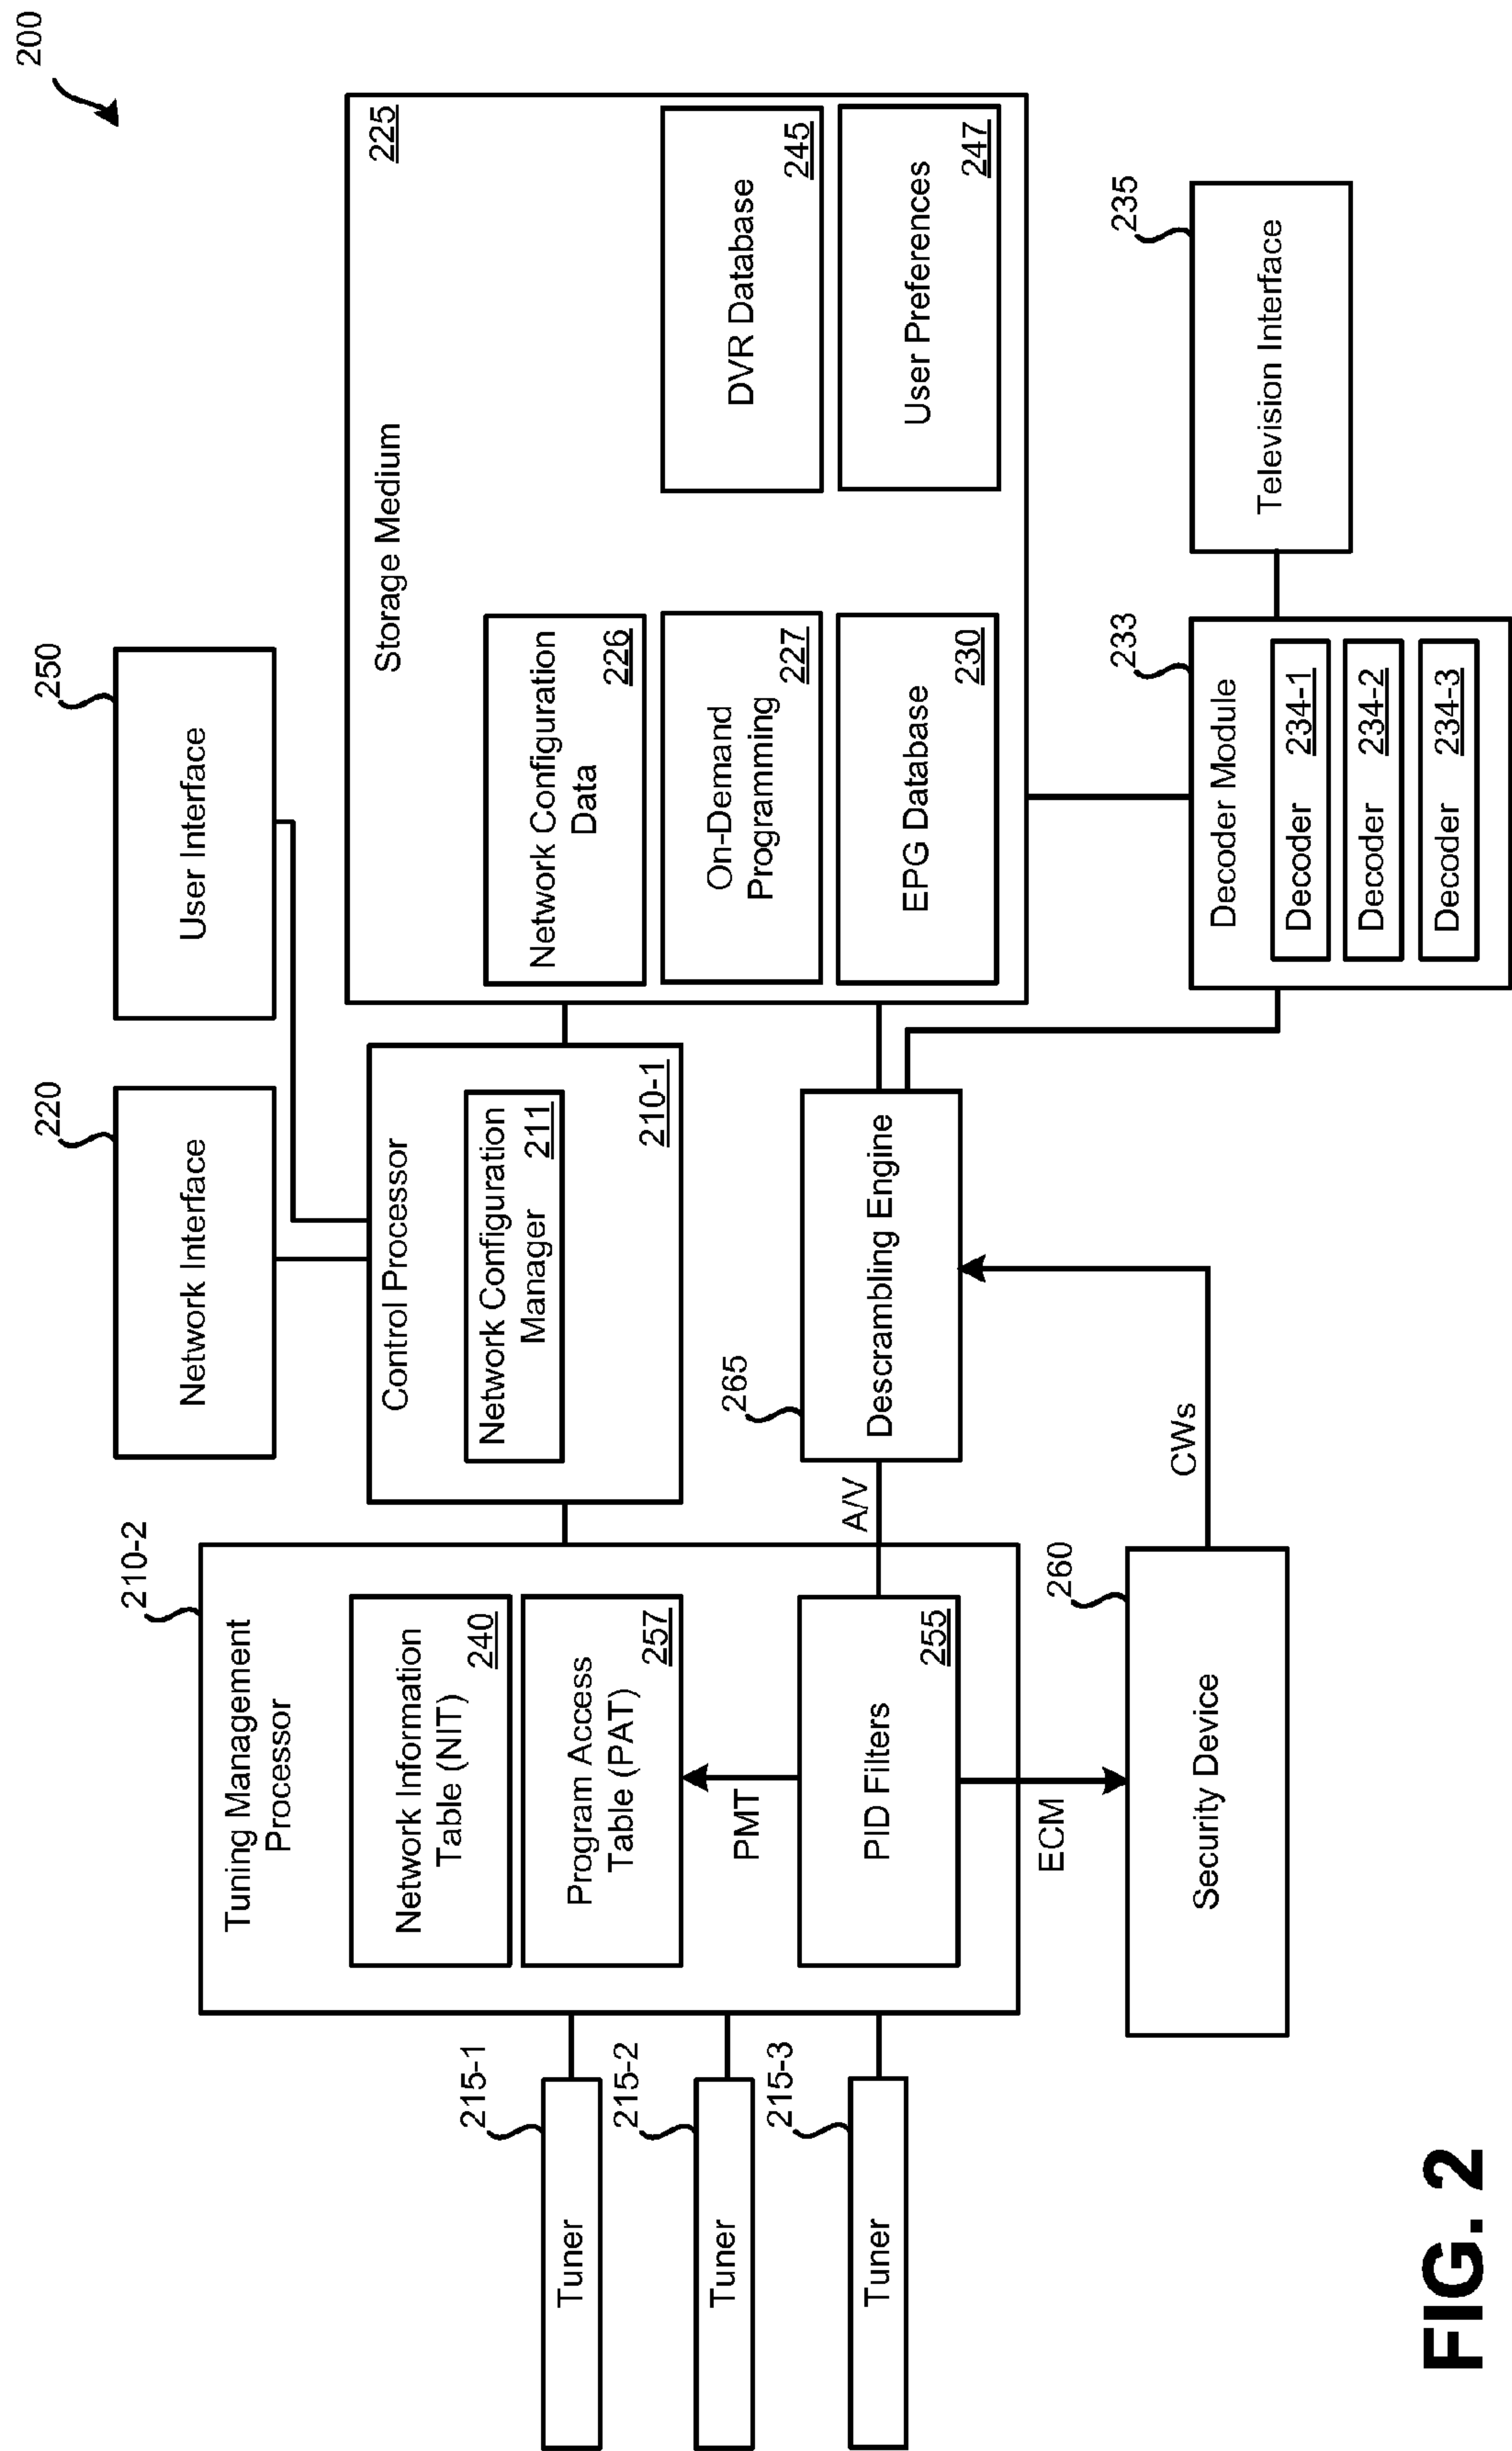 200
Tuner
215-1
Tuner
215-2
Tuner
215-3
Tuning Management
Processor
210-2
Network Information
Table (NIT)
240
Program Access
Table (PAT)
257
PMT
PID Filters
255
ECM
A/V
Security Device
260
CWs
Network Interface
220
User Interface
250
Control Processor
Network Configuration
Manager
211
210-1
Descrambling Engine
265
Storage Medium
225
Network Configuration
Data
226
On-Demand
Programming
227
EPG Database
230
DVR Database
245
User Preferences
247
Decoder Module
233
Decoder
234-1
Decoder
234-2
Decoder
234-3
Television Interface
235
FIG. 2